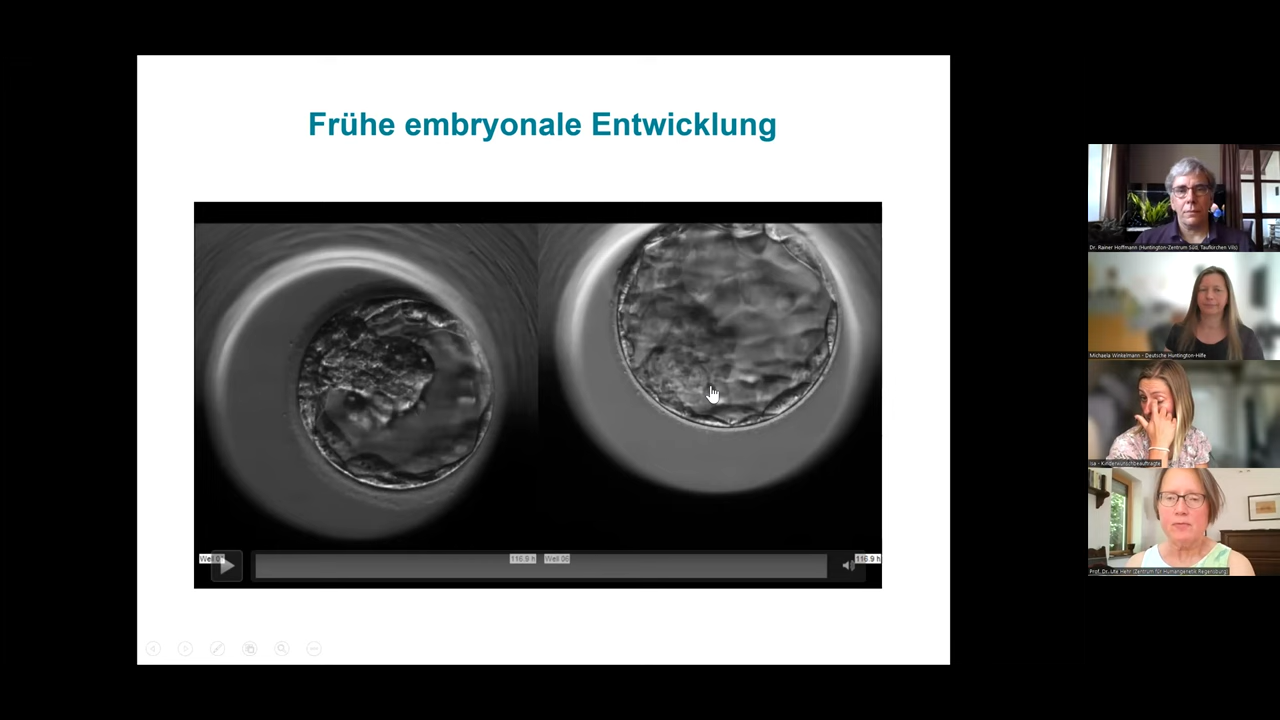 Frühe embryonale Entwicklung
116.9 h
Well 06
116.9 h
Dr. Rainer Hoffmann (Huntington-Zentrum Süd, Taufkirchen Vils)
Michaela Winkelmann - Deutsche Huntington-Hilfe
Isa - Kinderwunschbeauftragte
Prof. Dr. Ute Hehr (Zentrum für Humangenetik Regensburg)